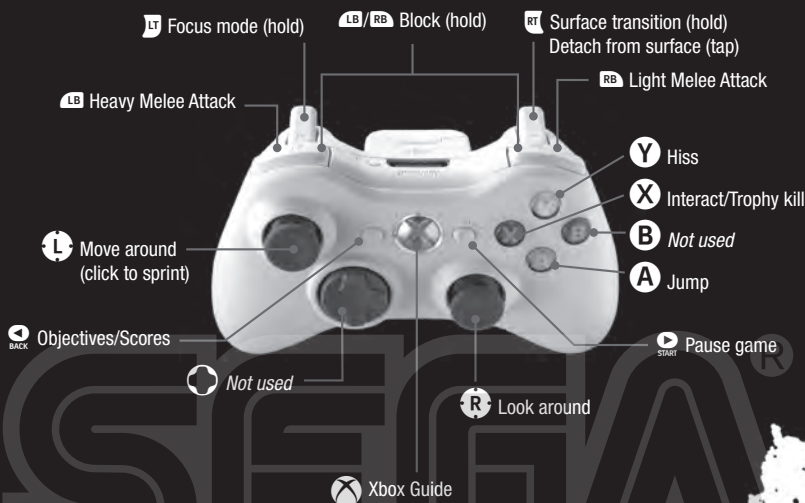 LT Focus mode (hold)
LB/RB Block (hold)
RT Surface transition (hold)
Detach from surface (tap)
LB Heavy Melee Attack
RB Light Melee Attack
Y Hiss
X Interact/Trophy kill
B Not used
A Jump
L Move around
(click to sprint)
BACK Objectives/Scores
START Pause game
Not used
R Look around
Xbox Guide
SEGA®